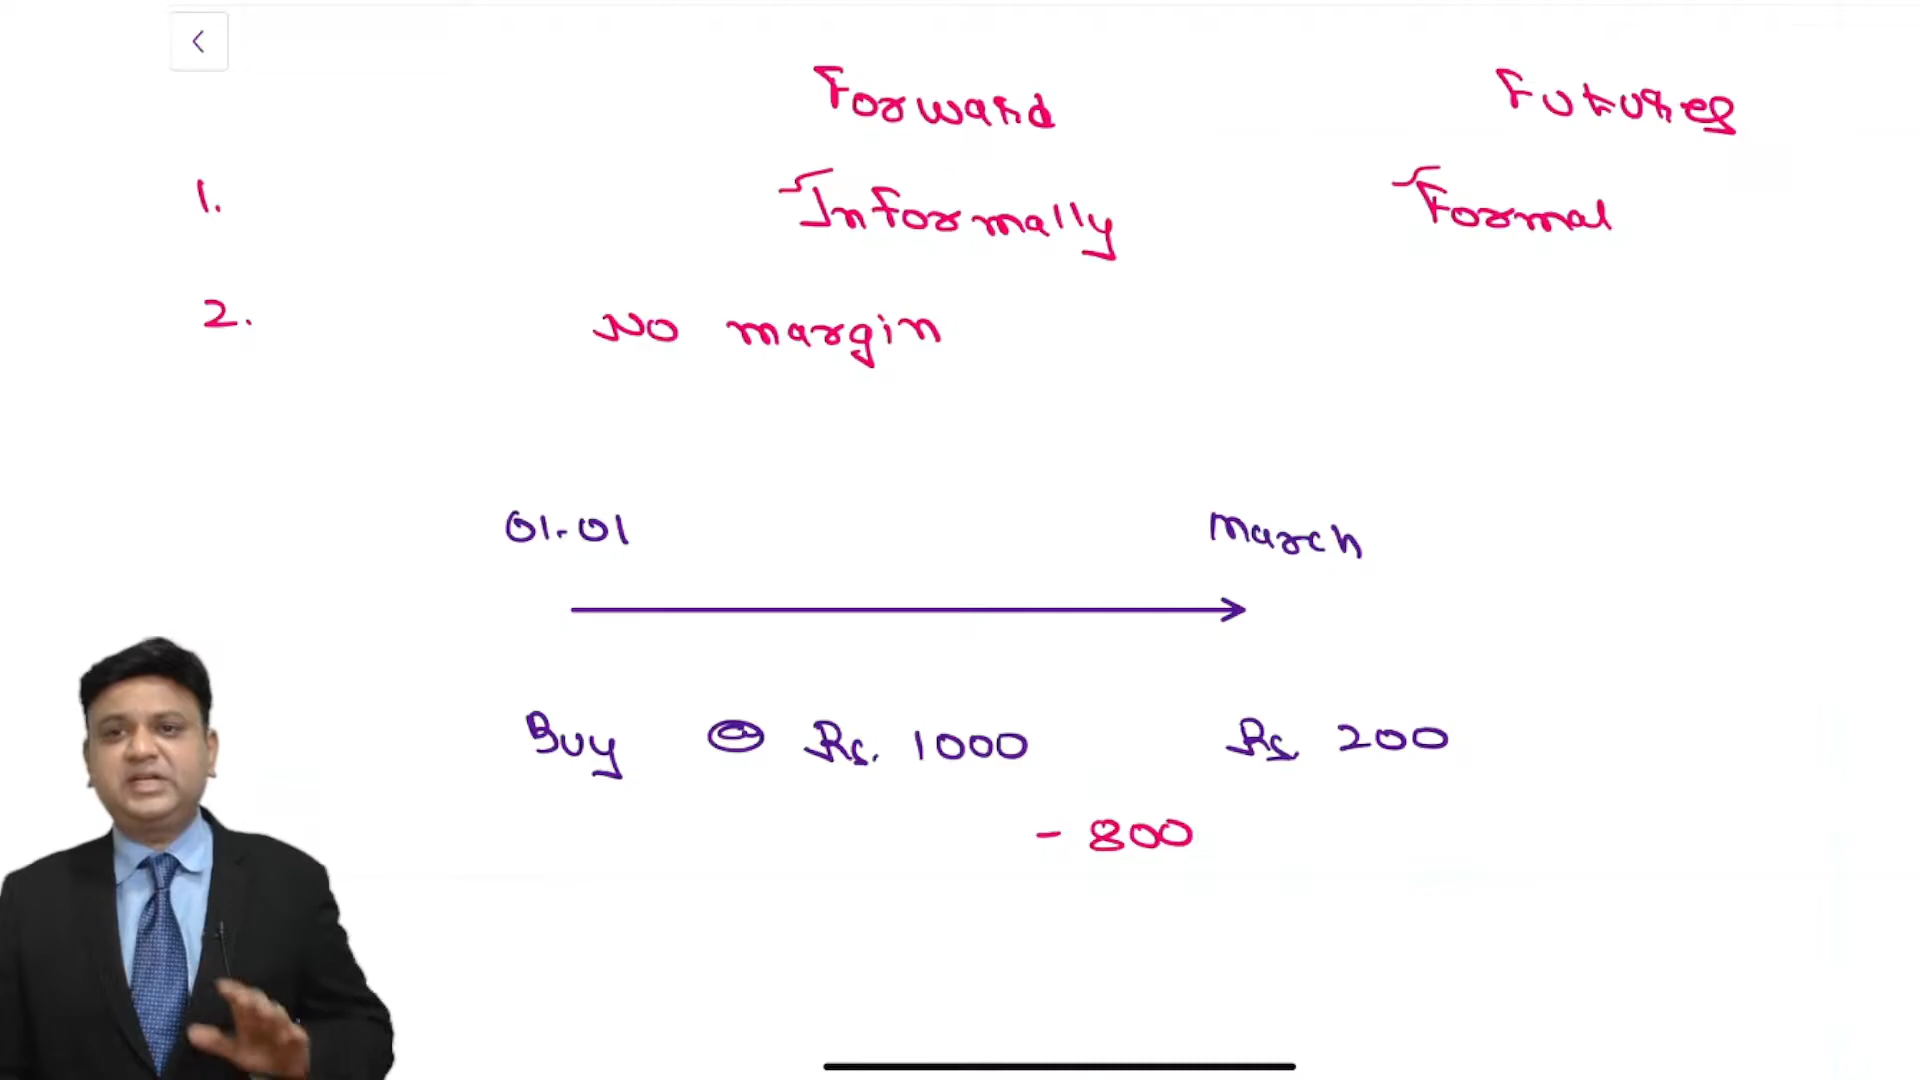 Forward Futures
1. Informally Formal
2. No margin
01.01 March
Buy @ Rs. 1000 Rs 200
- 800